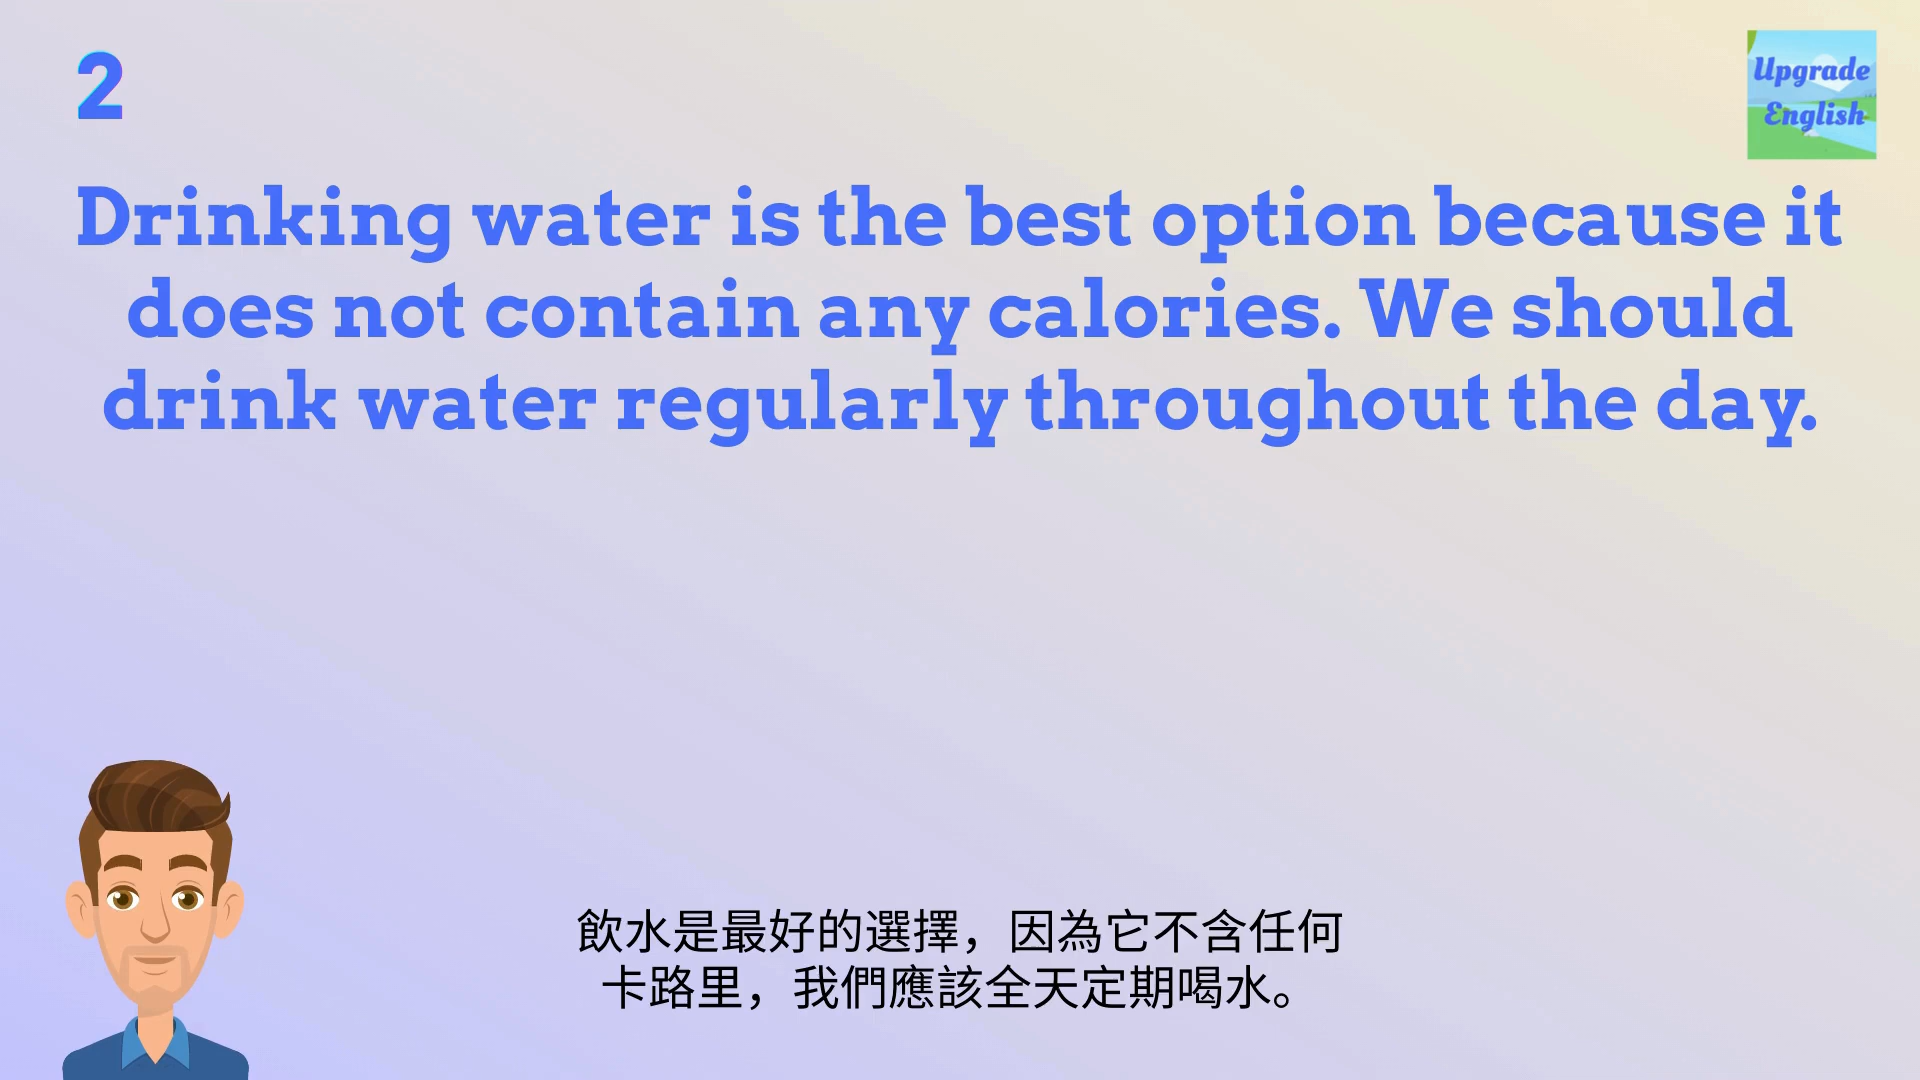 2
Upgrade
English
Drinking water is the best option because it
does not contain any calories. We should
drink water regularly throughout the day.
飲水是最好的選擇，因為它不含任何
卡路里，我們應該全天定期喝水。